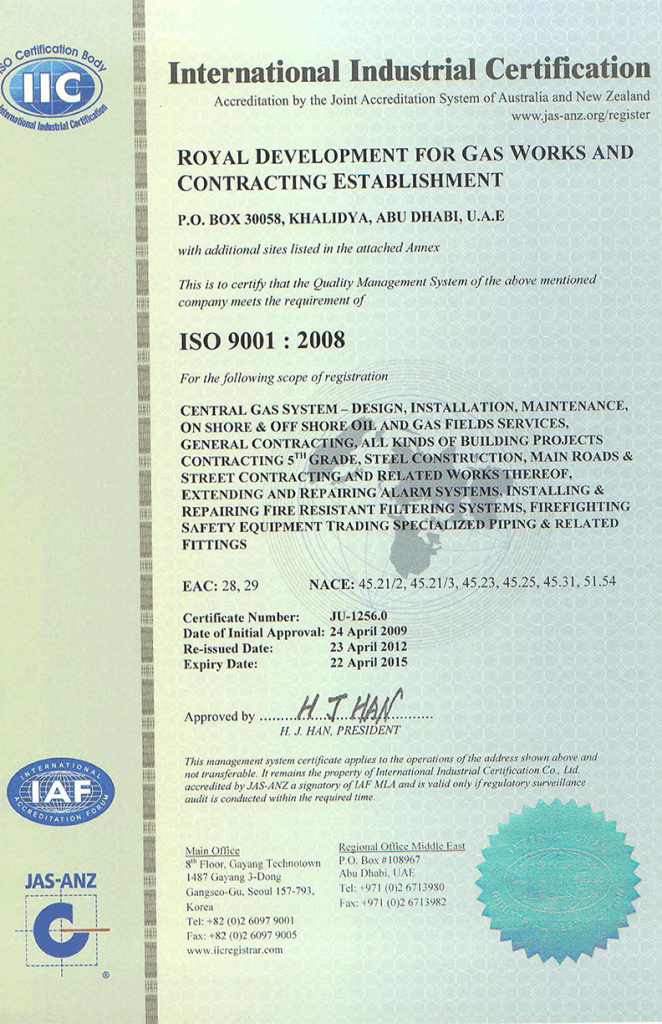 ISO Certification Body
IIC
International Industrial Certification
International Industrial Certification
Accreditation by the Joint Accreditation System of Australia and New Zealand
www.jas-anz.org/register
ROYAL DEVELOPMENT FOR GAS WORKS AND
CONTRACTING ESTABLISHMENT
P.O. BOX 30058, KHALIDYA, ABU DHABI, U.A.E
with additional sites listed in the attached Annex
This is to certify that the Quality Management System of the above mentioned
company meets the requirement of
ISO 9001 : 2008
For the following scope of registration
CENTRAL GAS SYSTEM – DESIGN, INSTALLATION, MAINTENANCE,
ON SHORE & OFF SHORE OIL AND GAS FIELDS SERVICES,
GENERAL CONTRACTING, ALL KINDS OF BUILDING PROJECTS
CONTRACTING 5TH GRADE, STEEL CONSTRUCTION, MAIN ROADS &
STREET CONTRACTING AND RELATED WORKS THEREOF,
EXTENDING AND REPAIRING ALARM SYSTEMS, INSTALLING &
REPAIRING FIRE RESISTANT FILTERING SYSTEMS, FIREFIGHTING
SAFETY EQUIPMENT TRADING SPECIALIZED PIPING & RELATED
FITTINGS
EAC: 28, 29 NACE: 45.21/2, 45.21/3, 45.23, 45.25, 45.31, 51.54
Certificate Number: JU-1256.0
Date of Initial Approval: 24 April 2009
Re-issued Date: 23 April 2012
Expiry Date: 22 April 2015
H J HAN
Approved by ..........................................
H. J. HAN, PRESIDENT
This management system certificate applies to the operations of the address shown above and
not transferable. It remains the property of International Industrial Certification Co., Ltd.
accredited by JAS-ANZ a signatory of IAF MLA and is valid only if regulatory surveillance
audit is conducted within the required time.
INTERNATIONAL
IAF
ACCREDITATION FORUM
JAS-ANZ
®
Main Office
8th Floor, Gayang Technotown
1487 Gayang 3-Dong
Gangseo-Gu, Seoul 157-793,
Korea
Tel: +82 (0)2 6097 9001
Fax: +82 (0)2 6097 9005
www.iicregistrar.com
Regional Office Middle East
P.O. Box #108967
Abu Dhabi, UAE
Tel: +971 (0)2 6713980
Fax: +971 (0)2 6713982